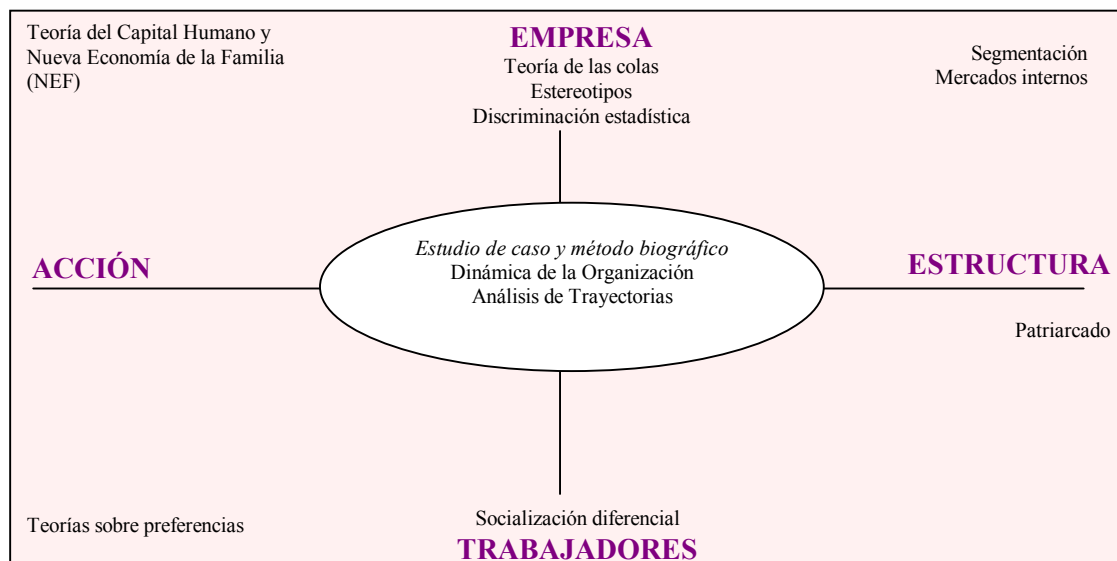 Teoría del Capital Humano y
Nueva Economía de la Familia
(NEF)
EMPRESA
Teoría de las colas
Estereotipos
Discriminación estadística
Segmentación
Mercados internos
ACCIÓN
Estudio de caso y método biográfico
Dinámica de la Organización
Análisis de Trayectorias
ESTRUCTURA
Patriarcado
Teorías sobre preferencias
Socialización diferencial
TRABAJADORES